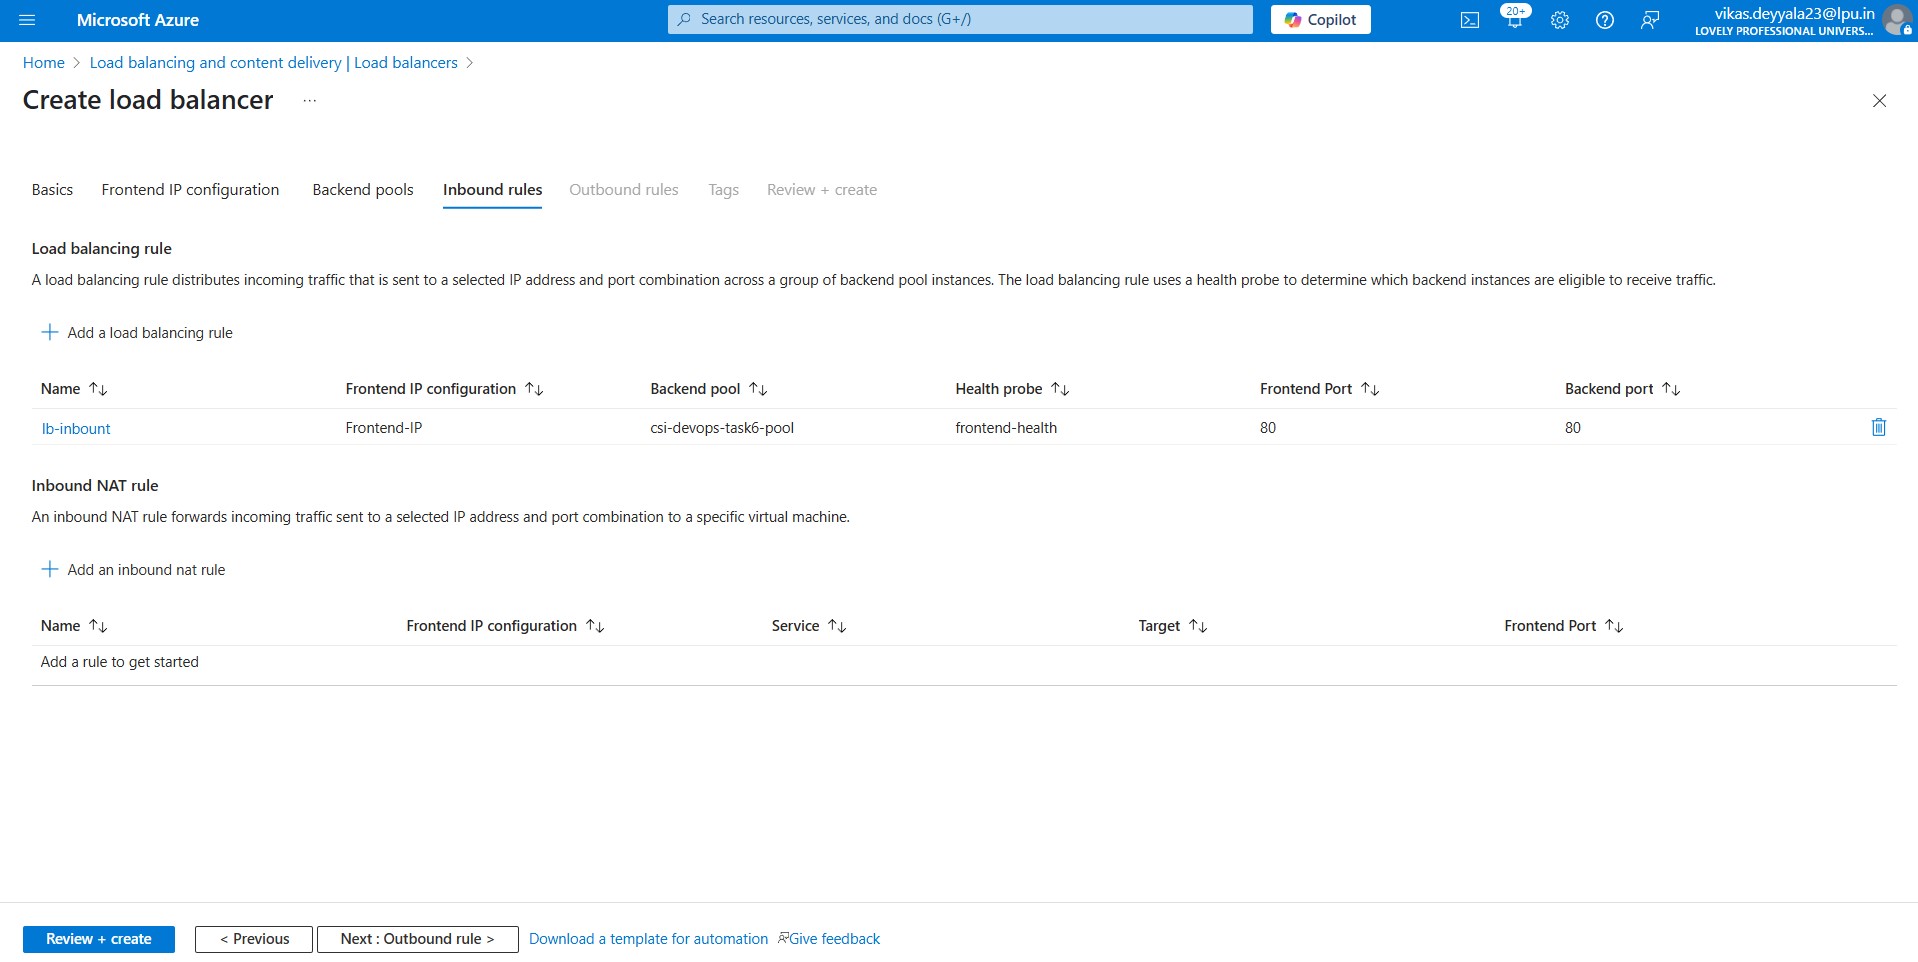 Microsoft Azure
Search resources, services, and docs (G+/)
Copilot
20+
vikas.deyyala23@lpu.in
LOVELY PROFESSIONAL UNIVERS...
Home > Load balancing and content delivery | Load balancers >
Create load balancer ...
Basics Frontend IP configuration Backend pools Inbound rules Outbound rules Tags Review + create
Load balancing rule
A load balancing rule distributes incoming traffic that is sent to a selected IP address and port combination across a group of backend pool instances. The load balancing rule uses a health probe to determine which backend instances are eligible to receive traffic.
+ Add a load balancing rule
Name ↑↓ Frontend IP configuration ↑↓ Backend pool ↑↓ Health probe ↑↓ Frontend Port ↑↓ Backend port ↑↓
lb-inbount Frontend-IP csi-devops-task6-pool frontend-health 80 80
Inbound NAT rule
An inbound NAT rule forwards incoming traffic sent to a selected IP address and port combination to a specific virtual machine.
+ Add an inbound nat rule
Name ↑↓ Frontend IP configuration ↑↓ Service ↑↓ Target ↑↓ Frontend Port ↑↓
Add a rule to get started
Review + create < Previous Next : Outbound rule > Download a template for automation Give feedback